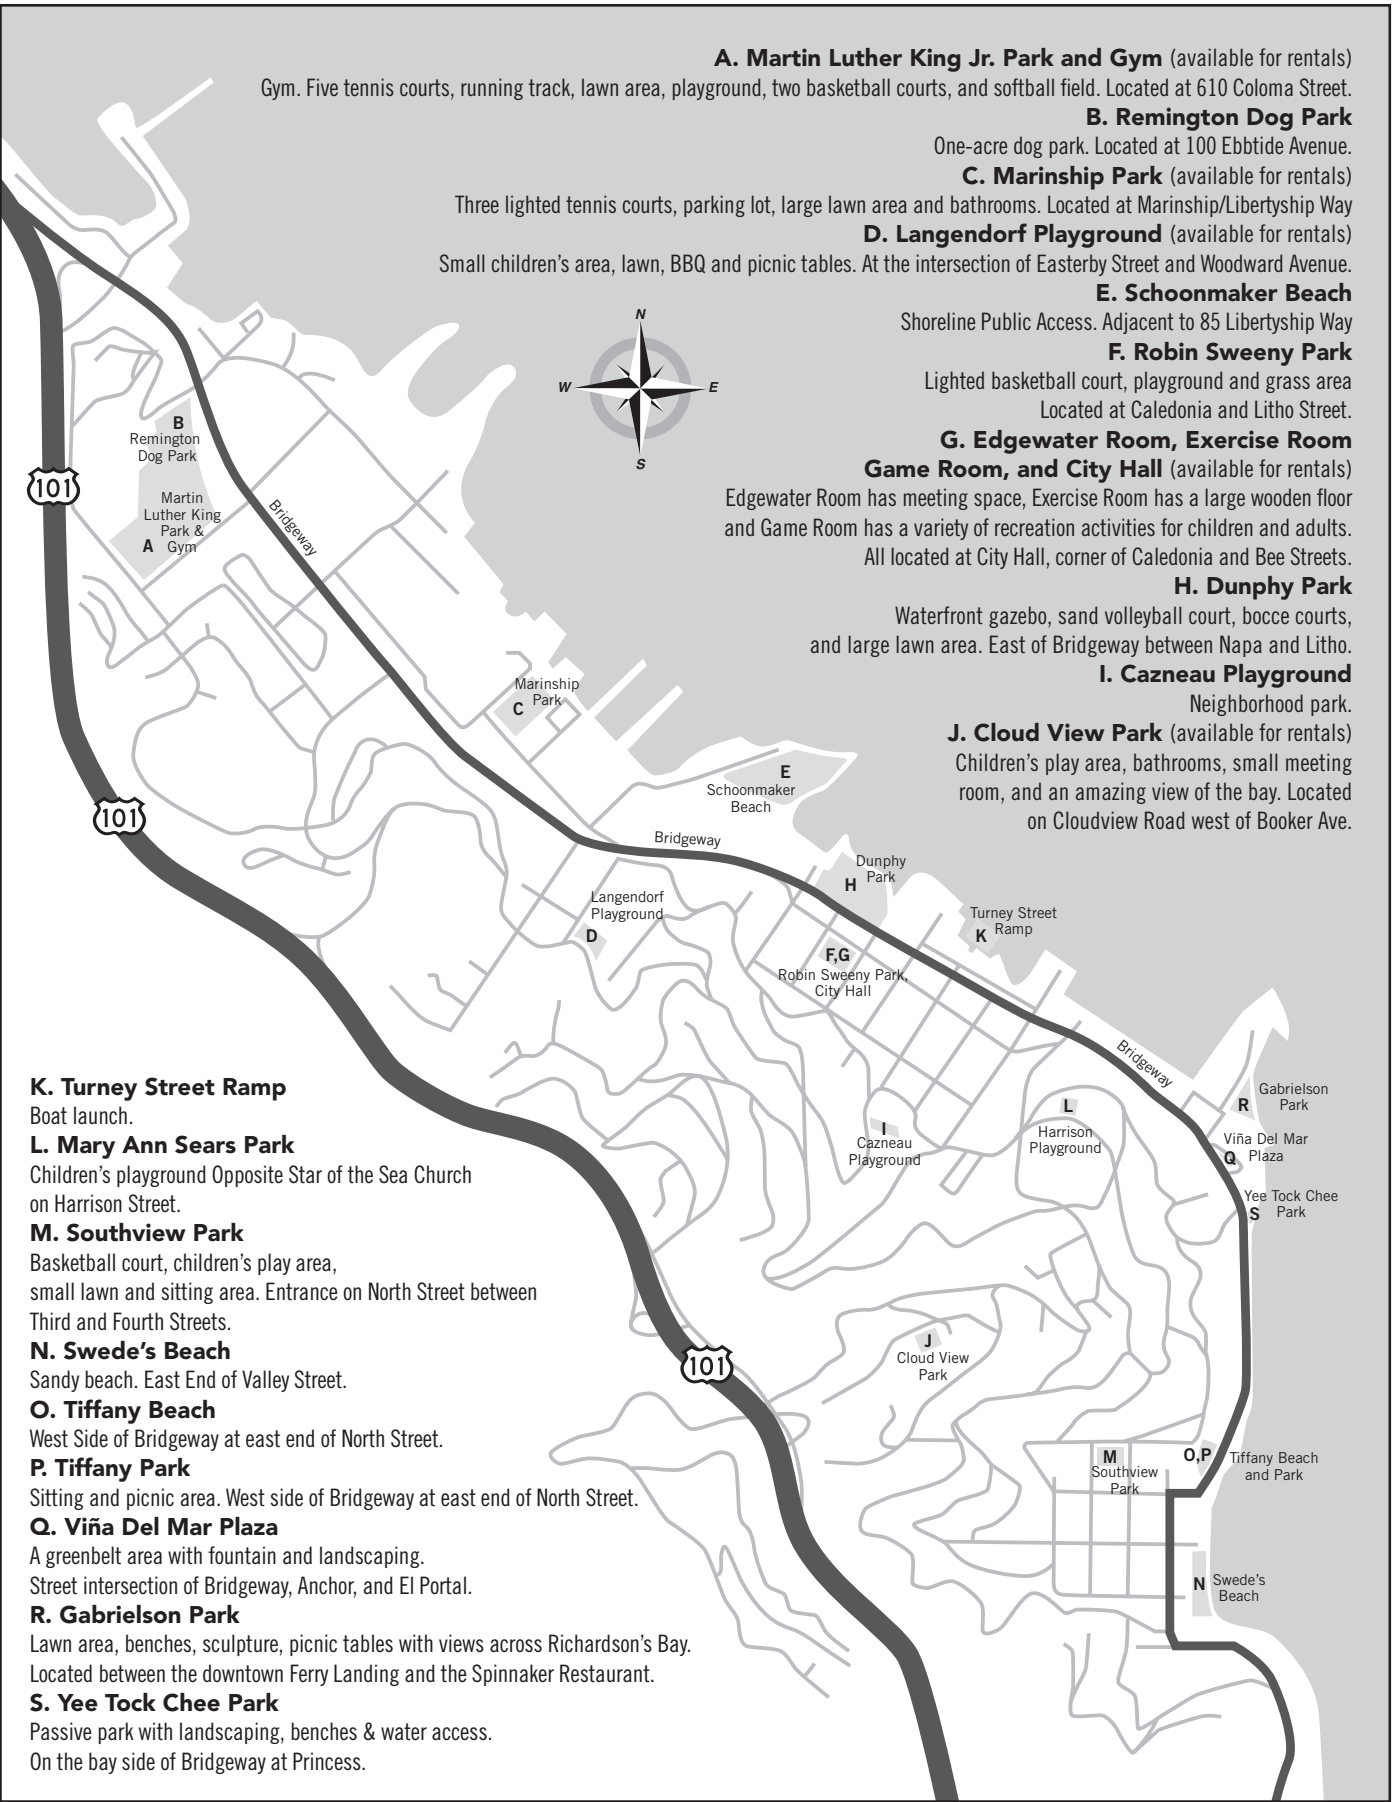 A. Martin Luther King Jr. Park and Gym (available for rentals)
Gym. Five tennis courts, running track, lawn area, playground, two basketball courts, and softball field. Located at 610 Coloma Street.
B. Remington Dog Park
One-acre dog park. Located at 100 Ebbtide Avenue.
C. Marinship Park (available for rentals)
Three lighted tennis courts, parking lot, large lawn area and bathrooms. Located at Marinship/Libertyship Way
D. Langendorf Playground (available for rentals)
Small children's area, lawn, BBQ and picnic tables. At the intersection of Easterby Street and Woodward Avenue.
E. Schoonmaker Beach
Shoreline Public Access. Adjacent to 85 Libertyship Way
F. Robin Sweeny Park
Lighted basketball court, playground and grass area
Located at Caledonia and Litho Street.
G. Edgewater Room, Exercise Room
Game Room, and City Hall (available for rentals)
Edgewater Room has meeting space, Exercise Room has a large wooden floor
and Game Room has a variety of recreation activities for children and adults.
All located at City Hall, corner of Caledonia and Bee Streets.
H. Dunphy Park
Waterfront gazebo, sand volleyball court, bocce courts,
and large lawn area. East of Bridgeway between Napa and Litho.
I. Cazneau Playground
Neighborhood park.
J. Cloud View Park (available for rentals)
Children's play area, bathrooms, small meeting
room, and an amazing view of the bay. Located
on Cloudview Road west of Booker Ave.
N
W
E
S
B
Remington
Dog Park
101
Martin
Luther King
Park &
A Gym
Bridgeway
Marinship
Park
C
E
Schoonmaker
Beach
101
Bridgeway
Dunphy
Park
H
Langendorf
Playground
D
Turney Street
Ramp
K
F,G
Robin Sweeny Park,
City Hall
Bridgeway
Gabrielson
Park
R
L
Harrison
Playground
I
Cazneau
Playground
Viña Del Mar
Plaza
Q
Yee Tock Chee
Park
S
101
J
Cloud View
Park
M
Southview
Park
O,P
Tiffany Beach
and Park
N
Swede's
Beach
K. Turney Street Ramp
Boat launch.
L. Mary Ann Sears Park
Children's playground Opposite Star of the Sea Church
on Harrison Street.
M. Southview Park
Basketball court, children's play area,
small lawn and sitting area. Entrance on North Street between
Third and Fourth Streets.
N. Swede's Beach
Sandy beach. East End of Valley Street.
O. Tiffany Beach
West Side of Bridgeway at east end of North Street.
P. Tiffany Park
Sitting and picnic area. West side of Bridgeway at east end of North Street.
Q. Viña Del Mar Plaza
A greenbelt area with fountain and landscaping.
Street intersection of Bridgeway, Anchor, and El Portal.
R. Gabrielson Park
Lawn area, benches, sculpture, picnic tables with views across Richardson's Bay.
Located between the downtown Ferry Landing and the Spinnaker Restaurant.
S. Yee Tock Chee Park
Passive park with landscaping, benches & water access.
On the bay side of Bridgeway at Princess.